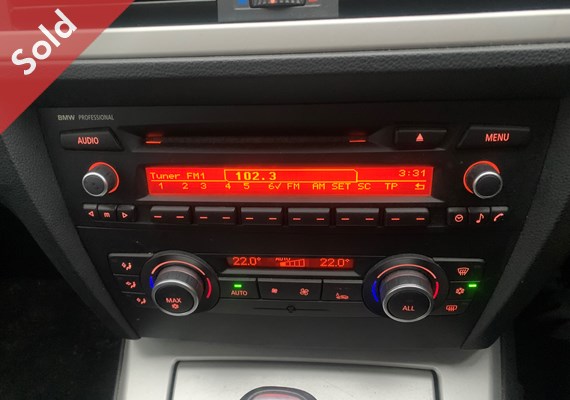 Sold
BMW PROFESSIONAL
AUDIO
MENU
Tuner FM1 102.3 3:31
1 2 3 4 5 6✓ FM AM SET SC TP
m
22.0° AUTO 22.0°
MAX
AUTO
ALL